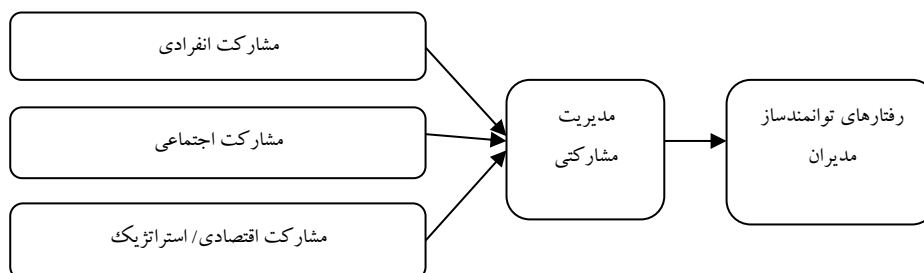 مشارکت انفرادی
مشارکت اجتماعی
مشارکت اقتصادی/ استراتژیک
مدیریت
مشارکتی
رفتارهای توانمندساز
مدیران